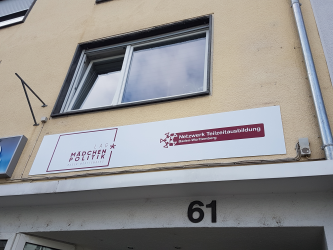 MÄDCHEN
POLITIK
Netzwerk Teilzeitausbildung
Baden-Württemberg
61